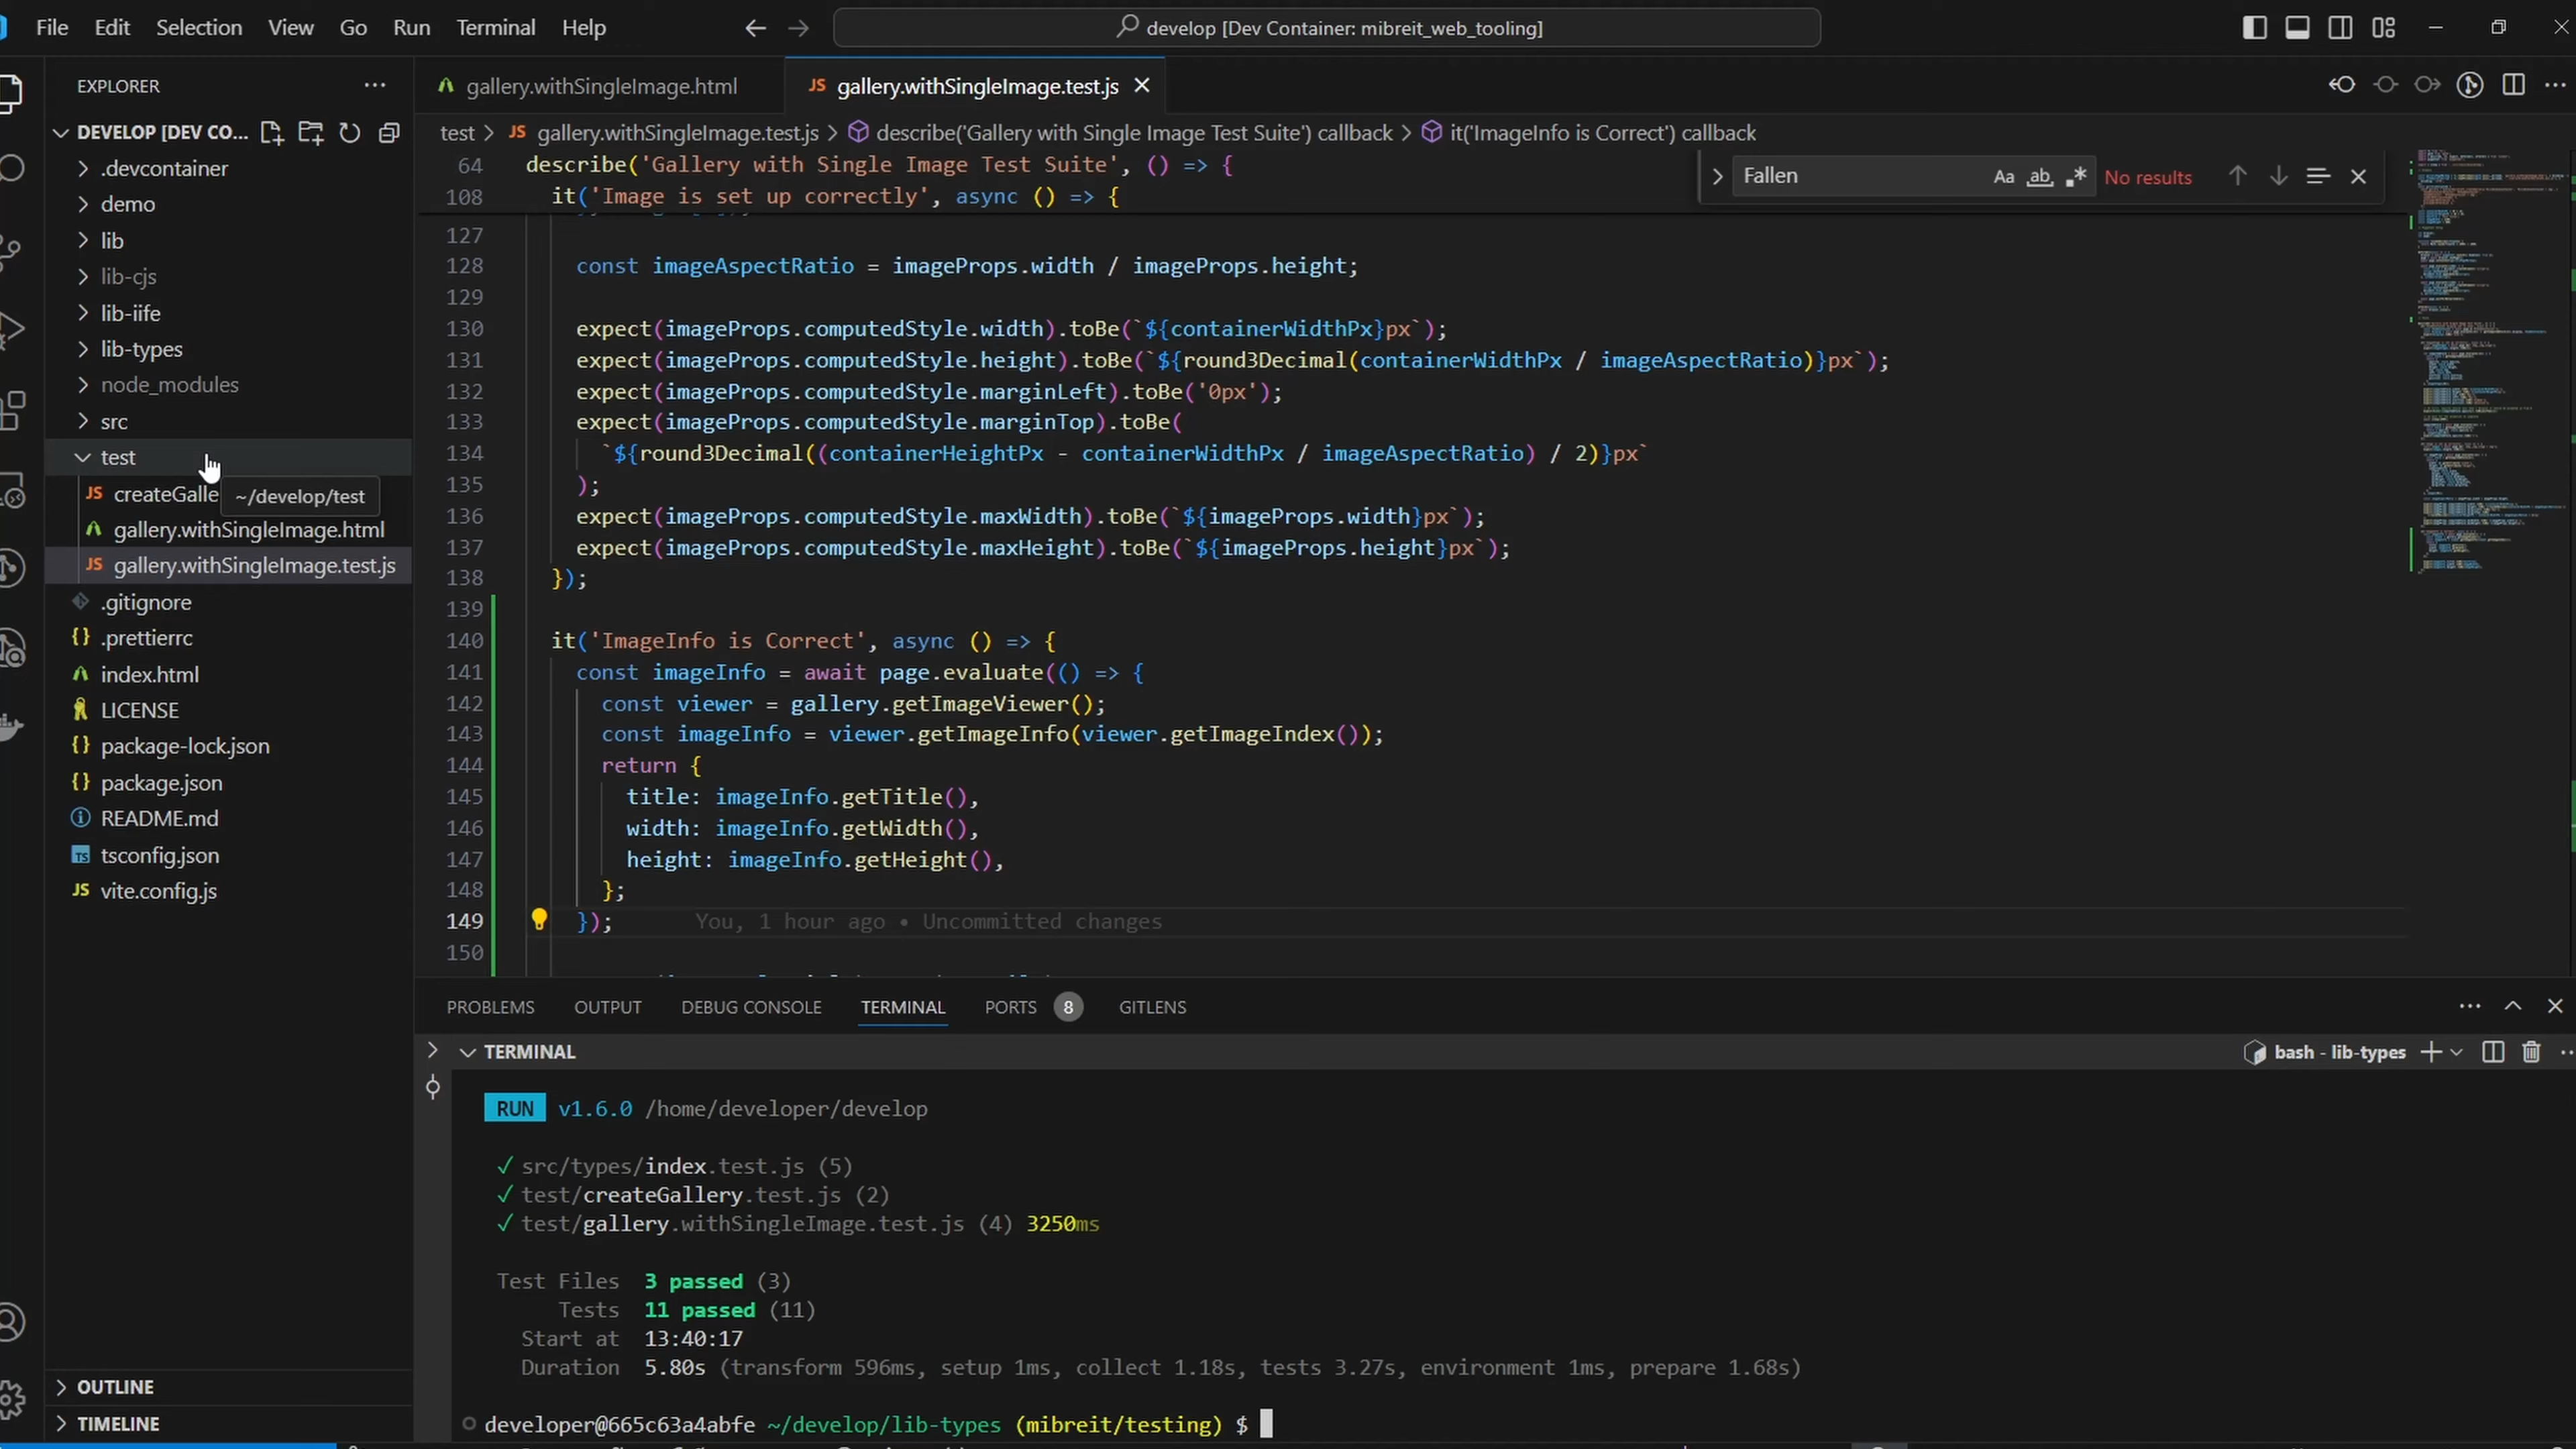 File Edit Selection View Go Run Terminal Help
develop [Dev Container: mibreit_web_tooling]
EXPLORER
DEVELOP [DEV CO...
.devcontainer
demo
lib
lib-cjs
lib-iife
lib-types
node_modules
src
test
createGalle
~/develop/test
gallery.withSingleImage.html
gallery.withSingleImage.test.js
.gitignore
.prettierrc
index.html
LICENSE
package-lock.json
package.json
README.md
tsconfig.json
vite.config.js
OUTLINE
TIMELINE
gallery.withSingleImage.html
JS gallery.withSingleImage.test.js
test > JS gallery.withSingleImage.test.js > describe('Gallery with Single Image Test Suite') callback > it('ImageInfo is Correct') callback
Fallen Aa ab No results
64 describe('Gallery with Single Image Test Suite', () => {
108 it('Image is set up correctly', async () => {
127
128 const imageAspectRatio = imageProps.width / imageProps.height;
129
130 expect(imageProps.computedStyle.width).toBe(`${containerWidthPx}px`);
131 expect(imageProps.computedStyle.height).toBe(`${round3Decimal(containerWidthPx / imageAspectRatio)}px`);
132 expect(imageProps.computedStyle.marginLeft).toBe('0px');
133 expect(imageProps.computedStyle.marginTop).toBe(
134 `${round3Decimal((containerHeightPx - containerWidthPx / imageAspectRatio) / 2)}px`
135 );
136 expect(imageProps.computedStyle.maxWidth).toBe(`${imageProps.width}px`);
137 expect(imageProps.computedStyle.maxHeight).toBe(`${imageProps.height}px`);
138 });
139
140 it('ImageInfo is Correct', async () => {
141 const imageInfo = await page.evaluate(() => {
142 const viewer = gallery.getImageViewer();
143 const imageInfo = viewer.getImageInfo(viewer.getImageIndex());
144 return {
145 title: imageInfo.getTitle(),
146 width: imageInfo.getWidth(),
147 height: imageInfo.getHeight(),
148 };
149 }); You, 1 hour ago • Uncommitted changes
150
PROBLEMS OUTPUT DEBUG CONSOLE TERMINAL PORTS 8 GITLENS
TERMINAL
bash - lib-types
RUN v1.6.0 /home/developer/develop
✓ src/types/index.test.js (5)
✓ test/createGallery.test.js (2)
✓ test/gallery.withSingleImage.test.js (4) 3250ms
Test Files 3 passed (3)
Tests 11 passed (11)
Start at 13:40:17
Duration 5.80s (transform 596ms, setup 1ms, collect 1.18s, tests 3.27s, environment 1ms, prepare 1.68s)
developer@665c63a4abfe ~/develop/lib-types (mibreit/testing) $